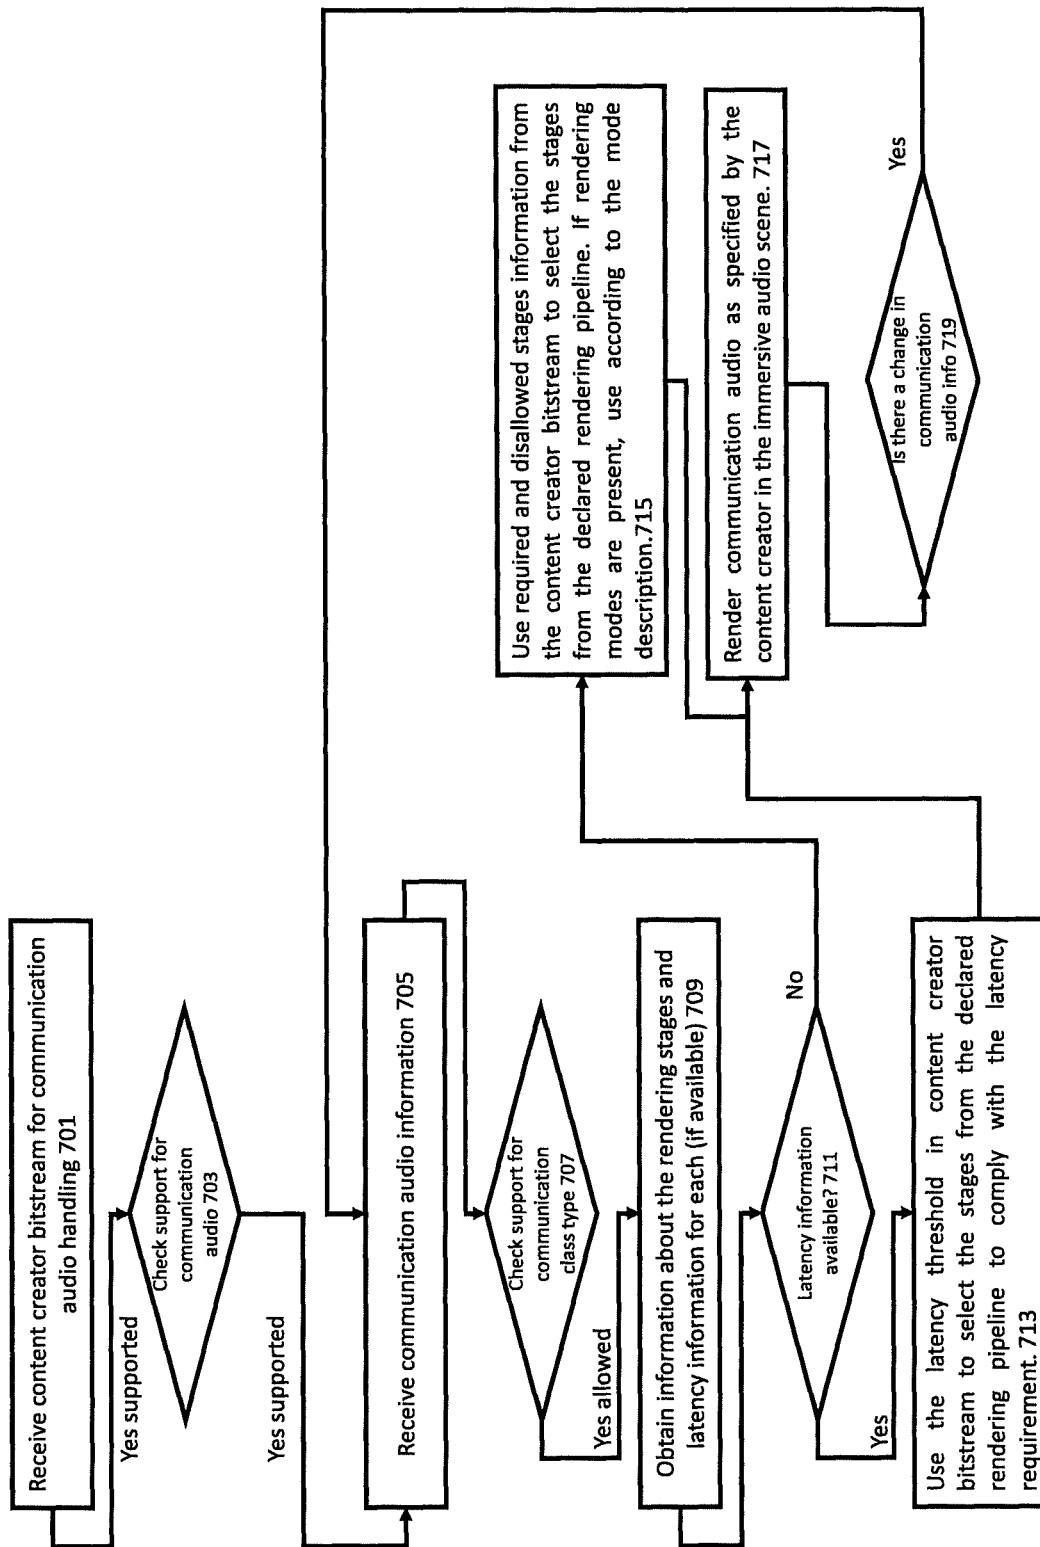 Receive content creator bitstream for communication
audio handling 701
Yes supported
Check support for
communication
audio 703
Yes supported
Receive communication audio information 705
Check support for
communication
class type 707
Yes allowed
Obtain information about the rendering stages and
latency information for each (if available) 709
Latency information
available? 711
No
Yes
Use the latency threshold in content creator
bitstream to select the stages from the declared
rendering pipeline to comply with the latency
requirement. 713
Use required and disallowed stages information from
the content creator bitstream to select the stages
from the declared rendering pipeline. If rendering
modes are present, use according to the mode
description.715
Render communication audio as specified by the
content creator in the immersive audio scene. 717
Is there a change in
communication
audio info 719
Yes